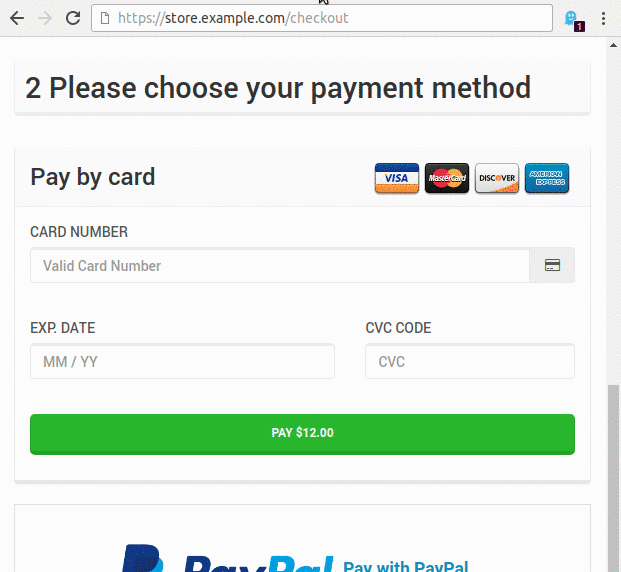 https://store.example.com/checkout
1
2 Please choose your payment method
Pay by card
VISA
MasterCard
DISCOVER
AMERICAN
EXPRESS
CARD NUMBER
Valid Card Number
EXP. DATE
CVC CODE
MM / YY
CVC
PAY $12.00
PayPal
Pay with PayPal